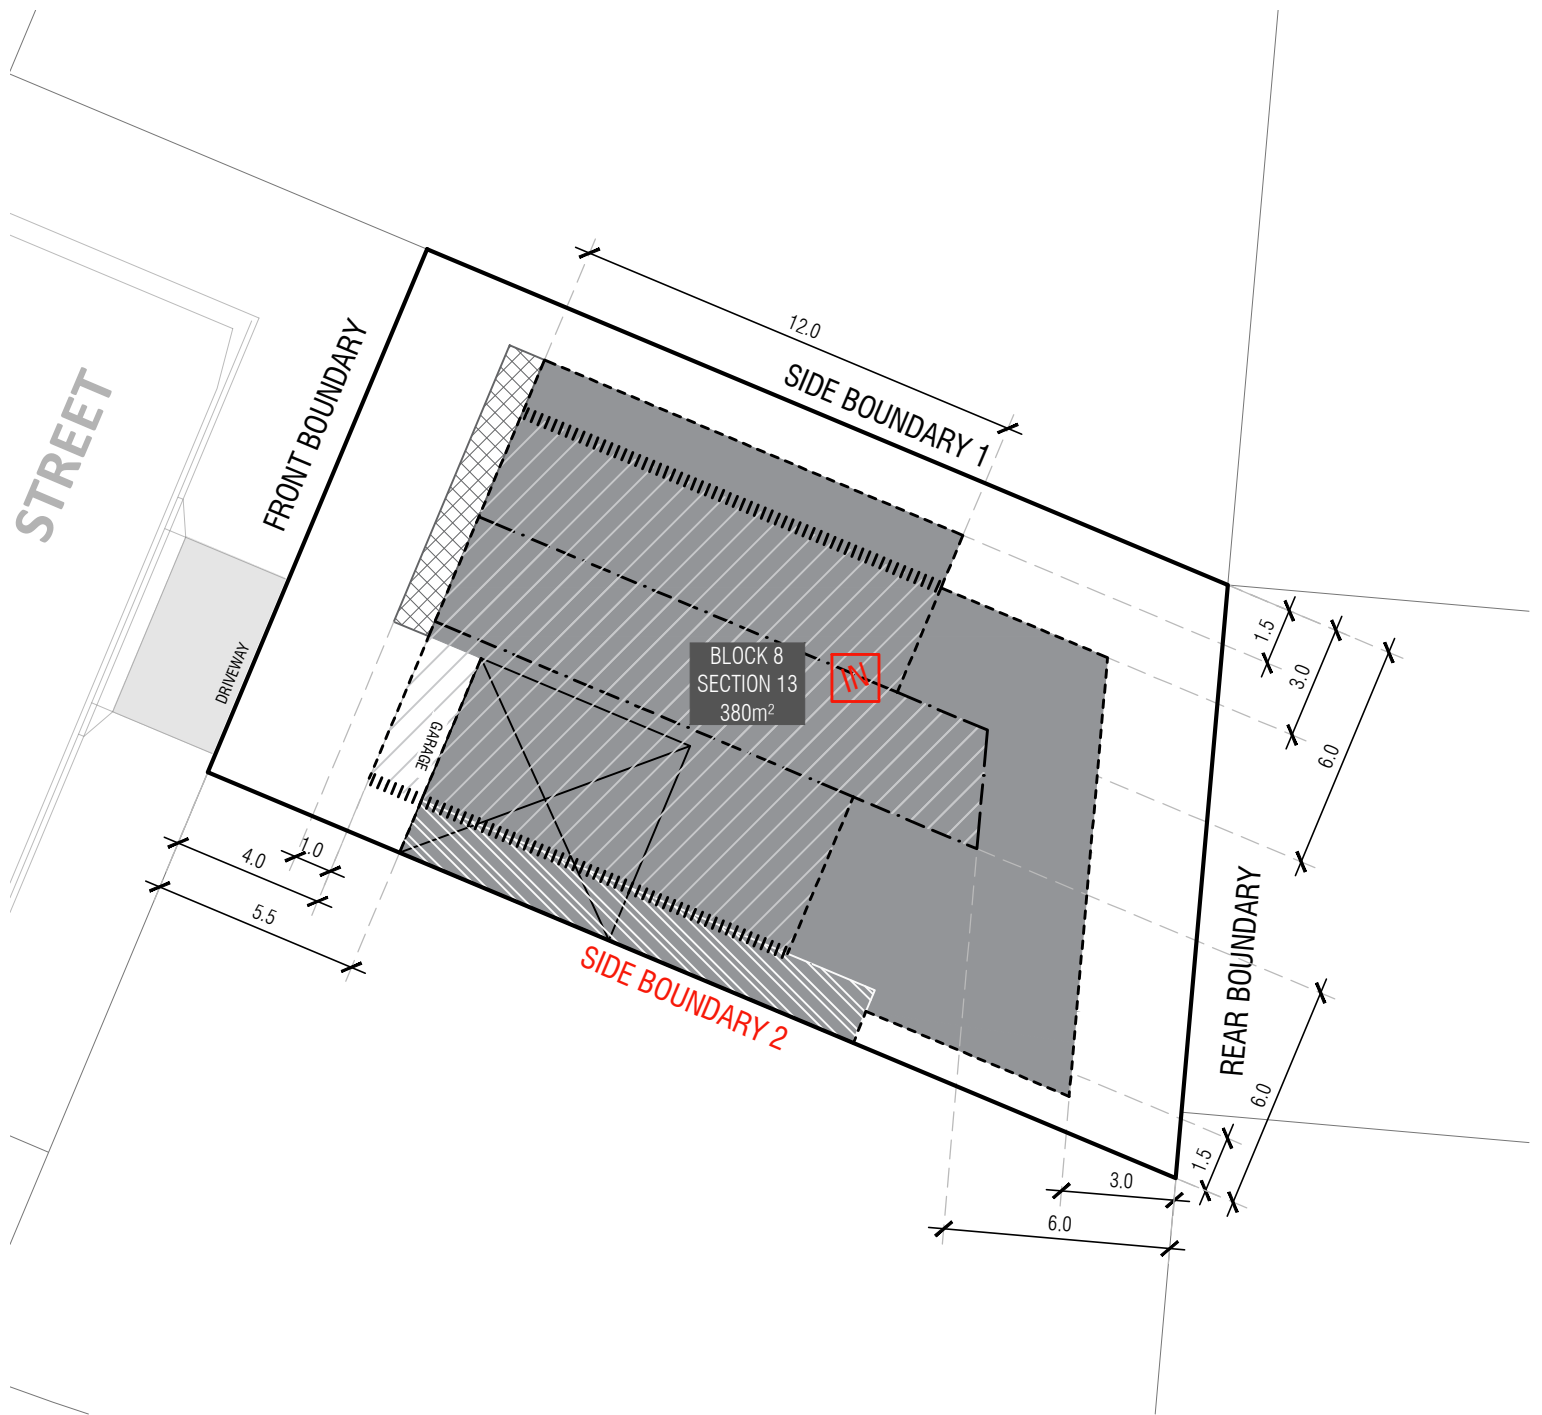 12.0
SIDE BOUNDARY 1
FRONT BOUNDARY
STREET
1.5
3.0
6.0
BLOCK 8
SECTION 13
380m²
IN
DRIVEWAY
GARAGE
4.0
1.0
5.5
SIDE BOUNDARY 2
REAR BOUNDARY
6.0
1.5
3.0
6.0